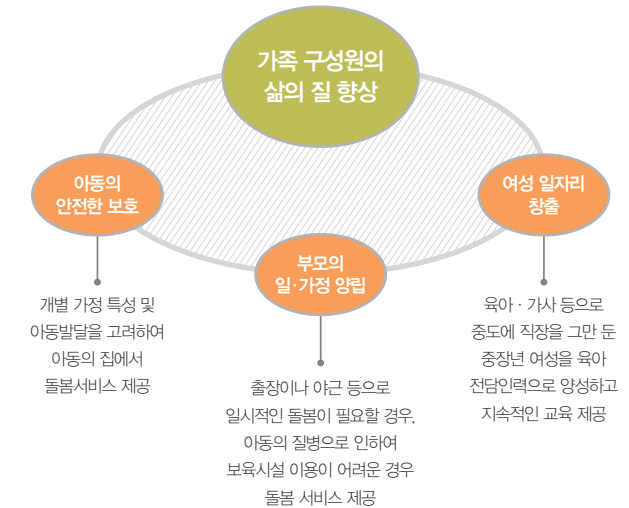 가족 구성원의
삶의 질 향상
아동의
안전한 보호
개별 가정 특성 및
아동발달을 고려하여
아동의 집에서
돌봄서비스 제공
부모의
일·가정 양립
출장이나 야근 등으로
일시적인 돌봄이 필요할 경우,
아동의 질병으로 인하여
보육시설 이용이 어려운 경우
돌봄 서비스 제공
여성 일자리
창출
육아 · 가사 등으로
중도에 직장을 그만 둔
중장년 여성을 육아
전담인력으로 양성하고
지속적인 교육 제공